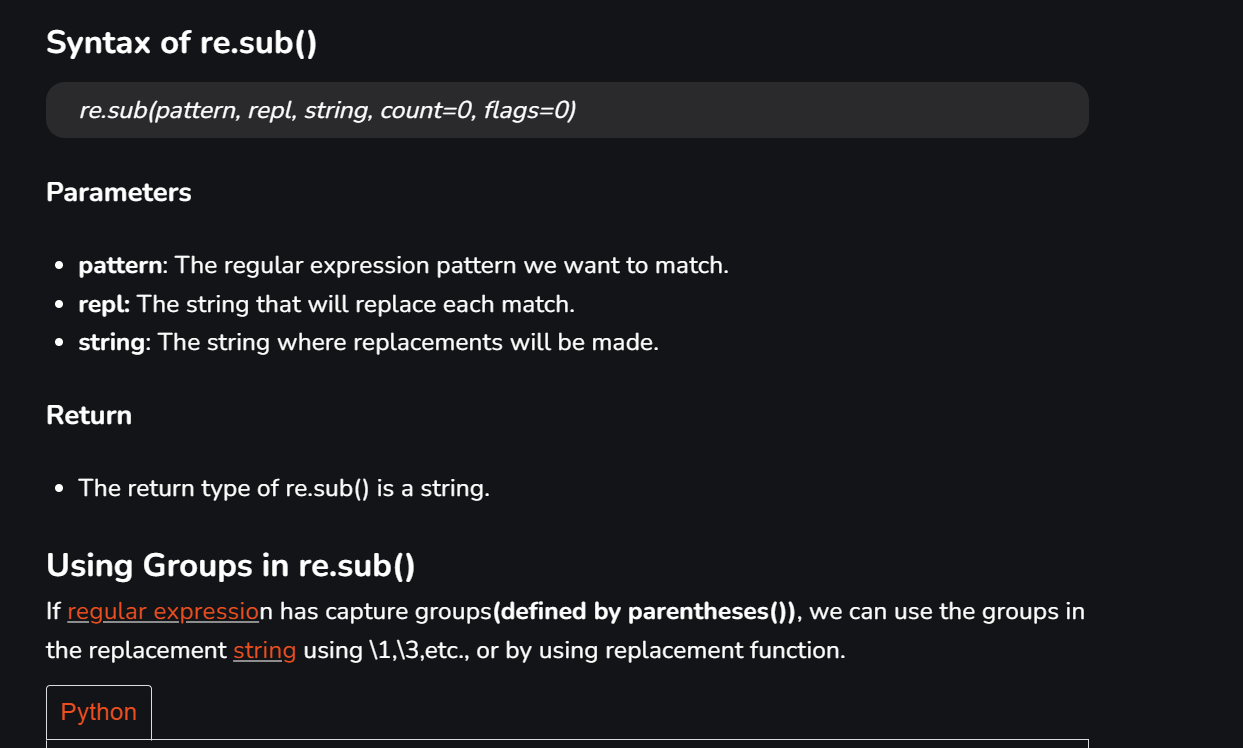 Syntax of re.sub()
re.sub(pattern, repl, string, count=0, flags=0)
Parameters
• pattern: The regular expression pattern we want to match.
• repl: The string that will replace each match.
• string: The string where replacements will be made.
Return
• The return type of re.sub() is a string.
Using Groups in re.sub()
If regular expression has capture groups(defined by parentheses()), we can use the groups in
the replacement string using \1,\3,etc., or by using replacement function.
Python